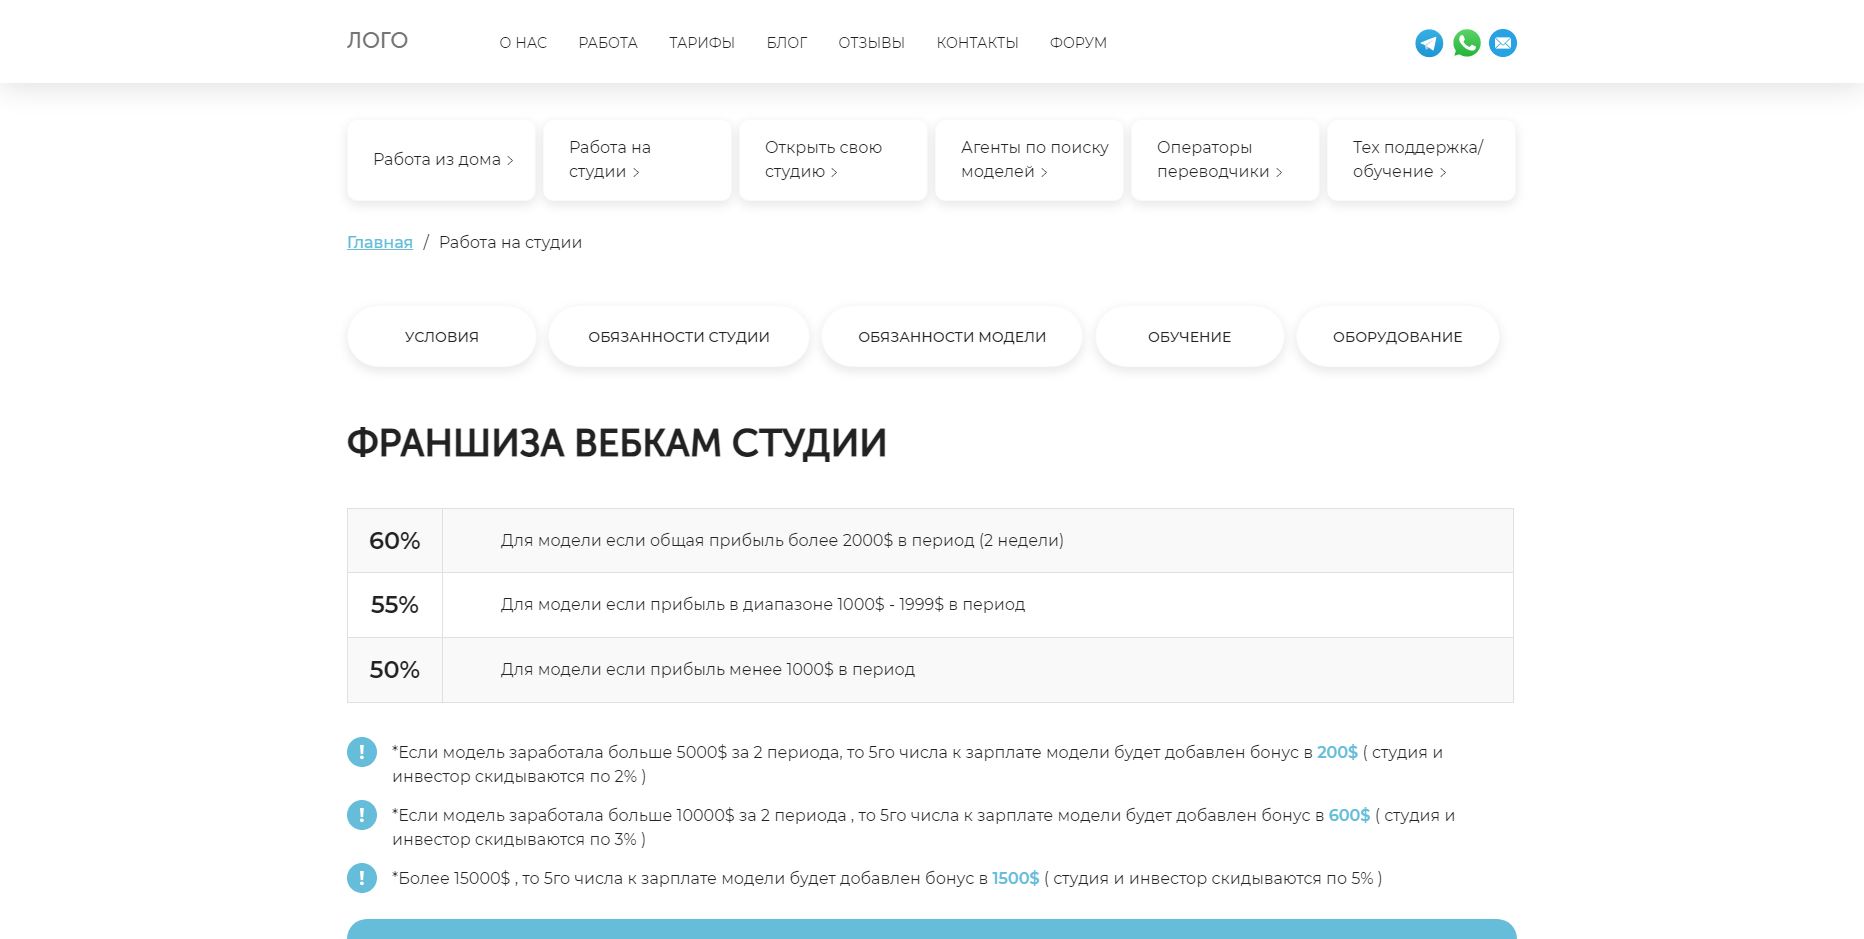 ЛОГО
О НАС РАБОТА ТАРИФЫ БЛОГ ОТЗЫВЫ КОНТАКТЫ ФОРУМ
Работа из дома >
Работа на
студии >
Открыть свою
студию >
Агенты по поиску
моделей >
Операторы
переводчики >
Тех поддержка/
обучение >
Главная / Работа на студии
УСЛОВИЯ
ОБЯЗАННОСТИ СТУДИИ
ОБЯЗАННОСТИ МОДЕЛИ
ОБУЧЕНИЕ
ОБОРУДОВАНИЕ
ФРАНШИЗА ВЕБКАМ СТУДИИ
60% Для модели если общая прибыль более 2000$ в период (2 недели)
55% Для модели если прибыль в диапазоне 1000$ - 1999$ в период
50% Для модели если прибыль менее 1000$ в период
! *Если модель заработала больше 5000$ за 2 периода, то 5го числа к зарплате модели будет добавлен бонус в 200$ ( студия и
инвестор скидываются по 2% )
! *Если модель заработала больше 10000$ за 2 периода , то 5го числа к зарплате модели будет добавлен бонус в 600$ ( студия и
инвестор скидываются по 3% )
! *Более 15000$ , то 5го числа к зарплате модели будет добавлен бонус в 1500$ ( студия и инвестор скидываются по 5% )